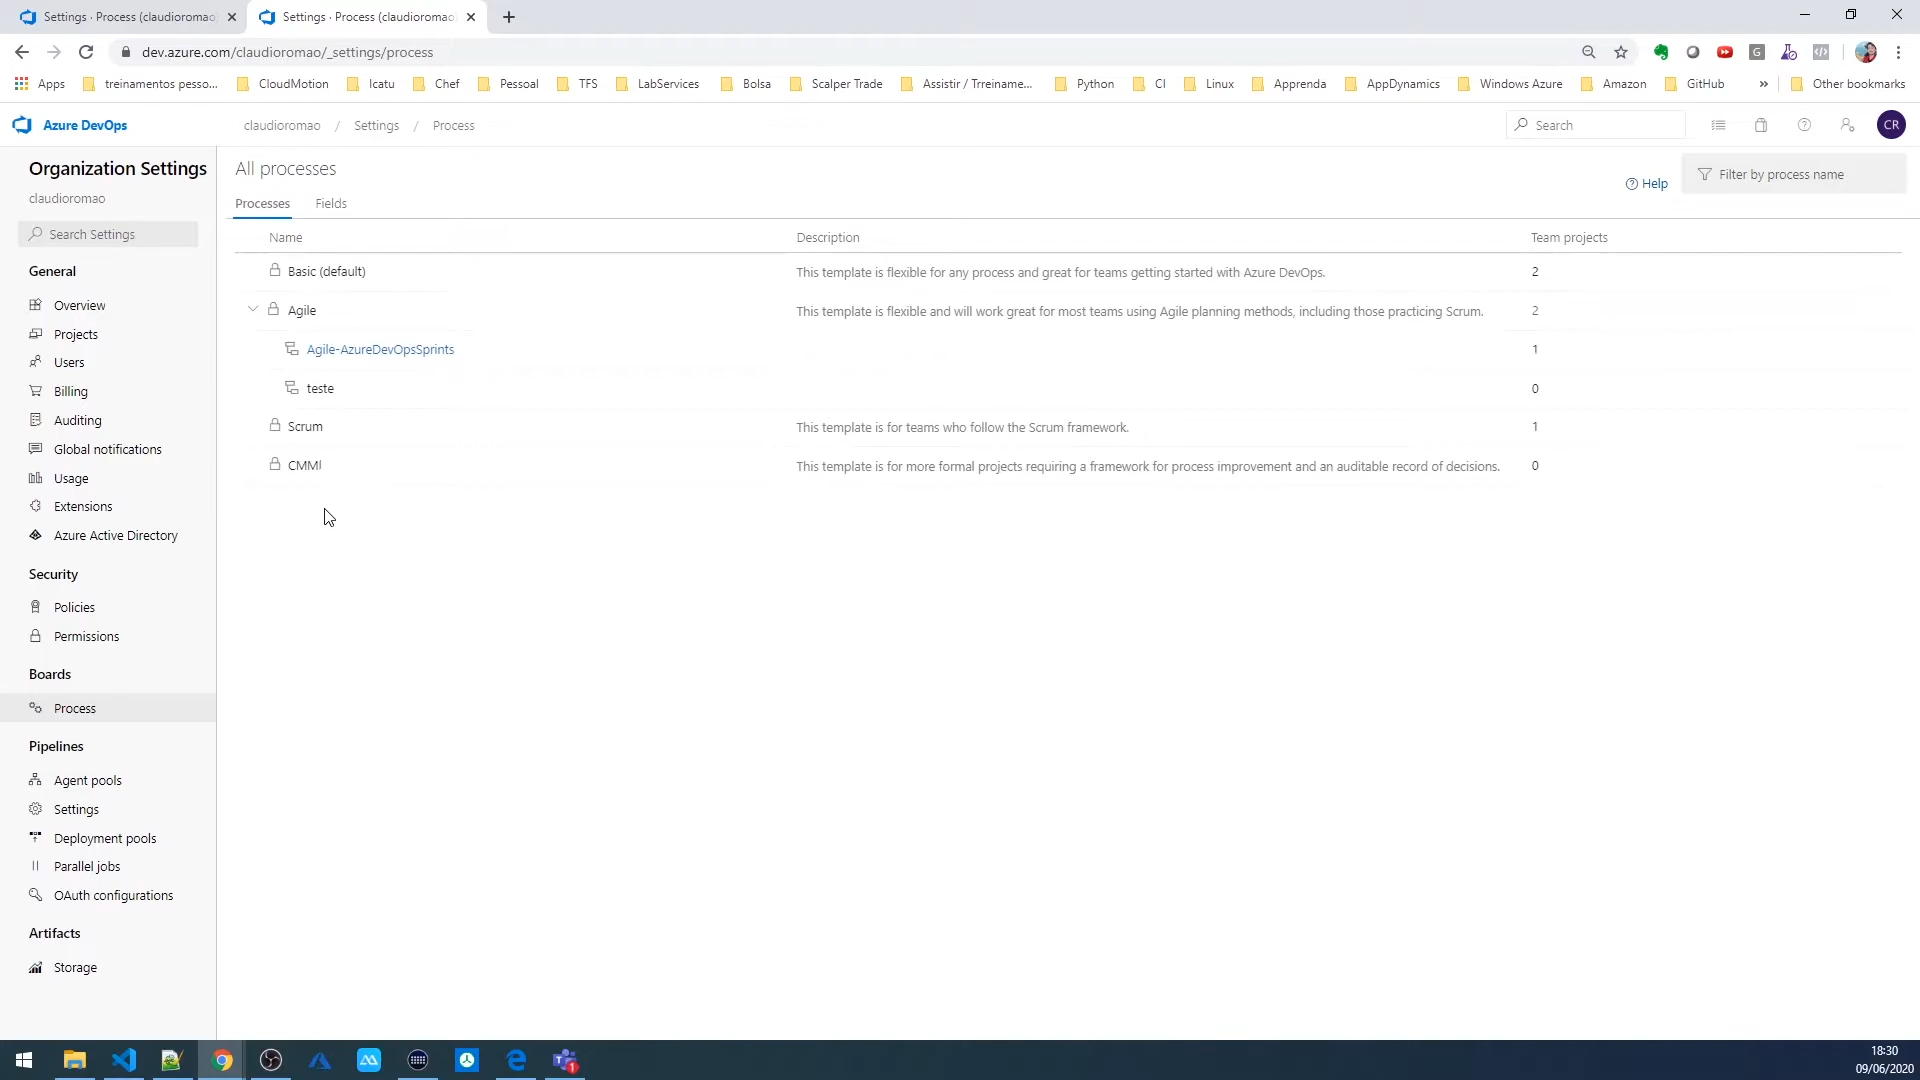 Settings · Process (claudioromao
Settings · Process (claudioromao
dev.azure.com/claudioromao/_settings/process
Apps
treinamentos pesso...
CloudMotion
Icatu
Chef
Pessoal
TFS
LabServices
Bolsa
Scalper Trade
Assistir / Trreiname...
Python
CI
Linux
Apprenda
AppDynamics
Windows Azure
Amazon
GitHub
»
Other bookmarks
Azure DevOps
claudioromao / Settings / Process
Search
CR
Organization Settings
claudioromao
Search Settings
General
Overview
Projects
Users
Billing
Auditing
Global notifications
Usage
Extensions
Azure Active Directory
Security
Policies
Permissions
Boards
Process
Pipelines
Agent pools
Settings
Deployment pools
Parallel jobs
OAuth configurations
Artifacts
Storage
All processes
Help
Filter by process name
Processes Fields
Name Description Team projects
Basic (default) This template is flexible for any process and great for teams getting started with Azure DevOps. 2
Agile This template is flexible and will work great for most teams using Agile planning methods, including those practicing Scrum. 2
Agile-AzureDevOpsSprints 1
teste 0
Scrum This template is for teams who follow the Scrum framework. 1
CMMI This template is for more formal projects requiring a framework for process improvement and an auditable record of decisions. 0
18:30
09/06/2020